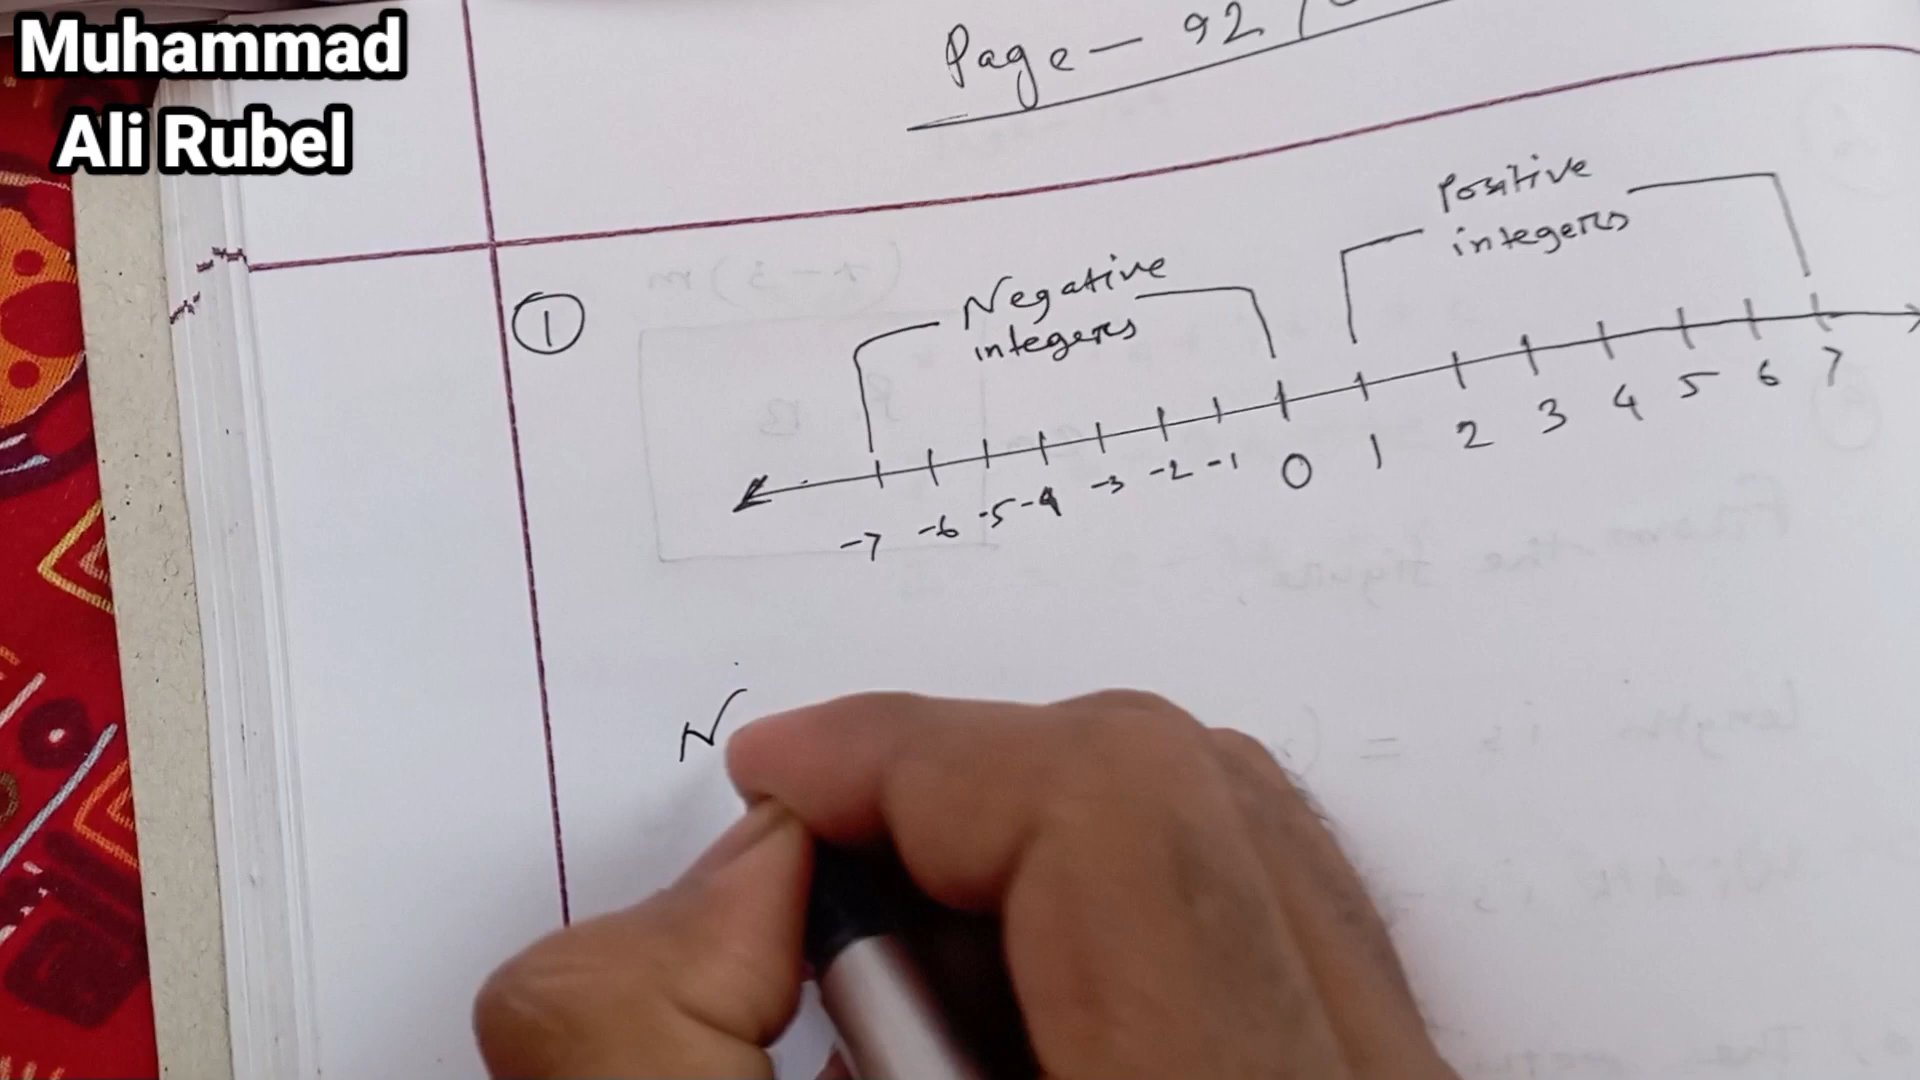 Muhammad
Ali Rubel
Page - 92 /
Positive
integers
Negative
integers
①
-7 -6 -5 -4 -3 -2 -1 0 1 2 3 4 5 6 7
N